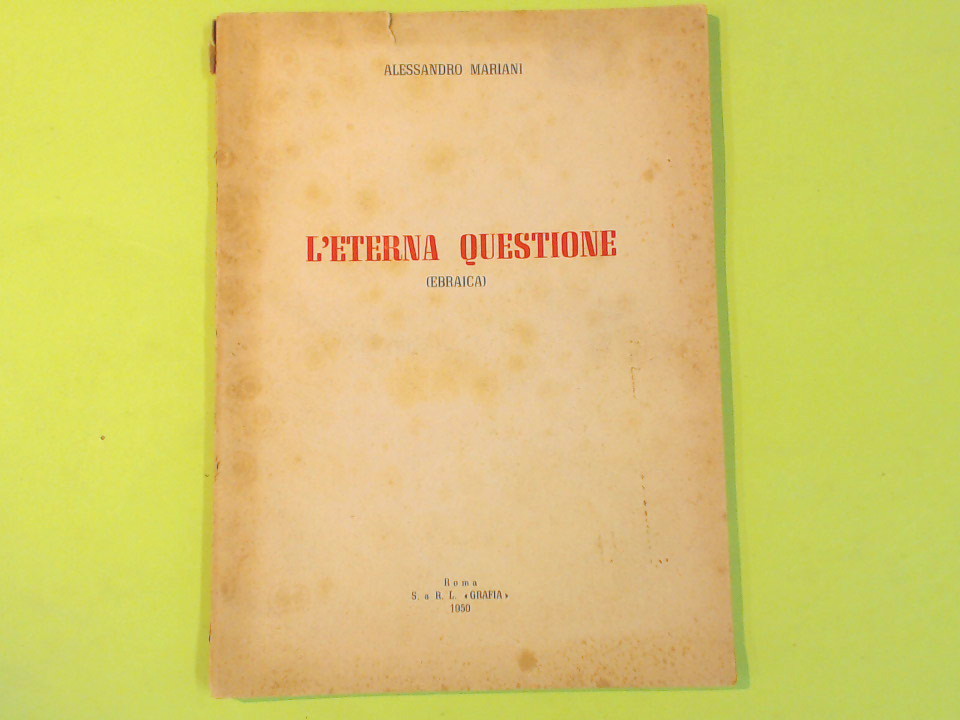 ALESSANDRO MARIANI
L'ETERNA QUESTIONE
(EBRAICA)
Roma
S. a R. L. «GRAFIA»
1950